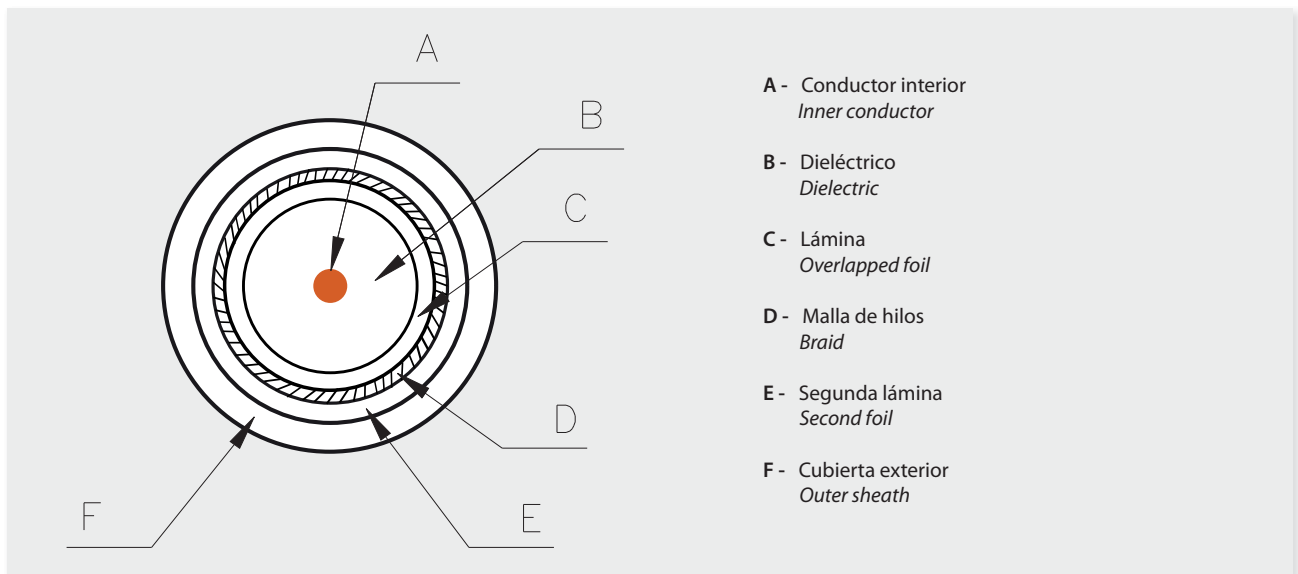 A
B
C
D
E
F
A - Conductor interior
Inner conductor
B - Dieléctrico
Dielectric
C - Lámina
Overlapped foil
D - Malla de hilos
Braid
E - Segunda lámina
Second foil
F - Cubierta exterior
Outer sheath